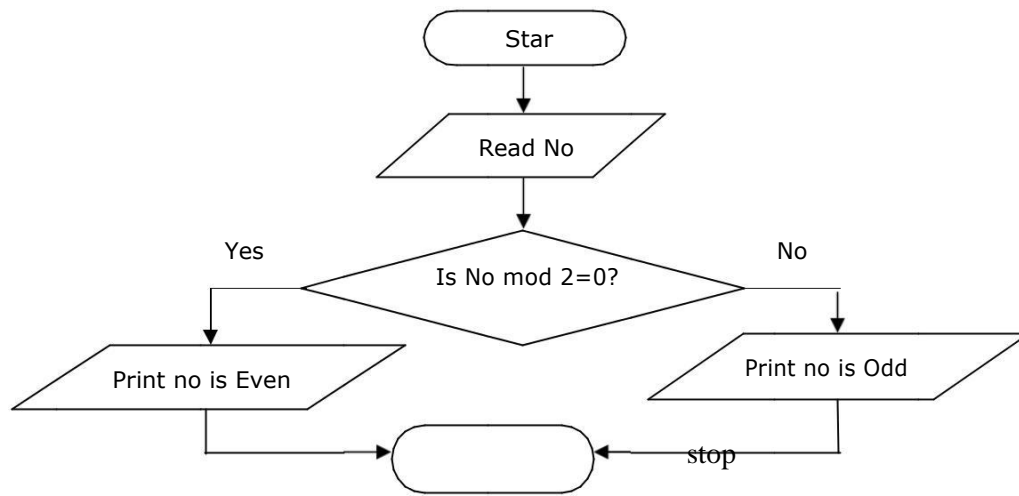 Star
Read No
Yes
No
Is No mod 2=0?
Print no is Even
Print no is Odd
stop